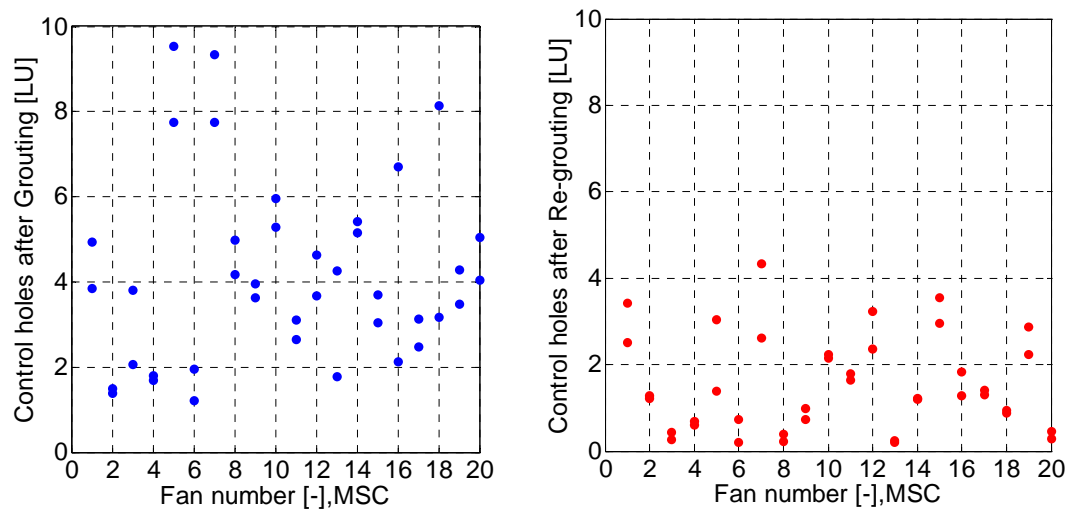 Control holes after Grouting [LU]
10
8
6
4
2
0
0 2 4 6 8 10 12 14 16 18 20
Fan number [-],MSC
Control holes after Re-grouting [LU]
10
8
6
4
2
0
0 2 4 6 8 10 12 14 16 18 20
Fan number [-],MSC